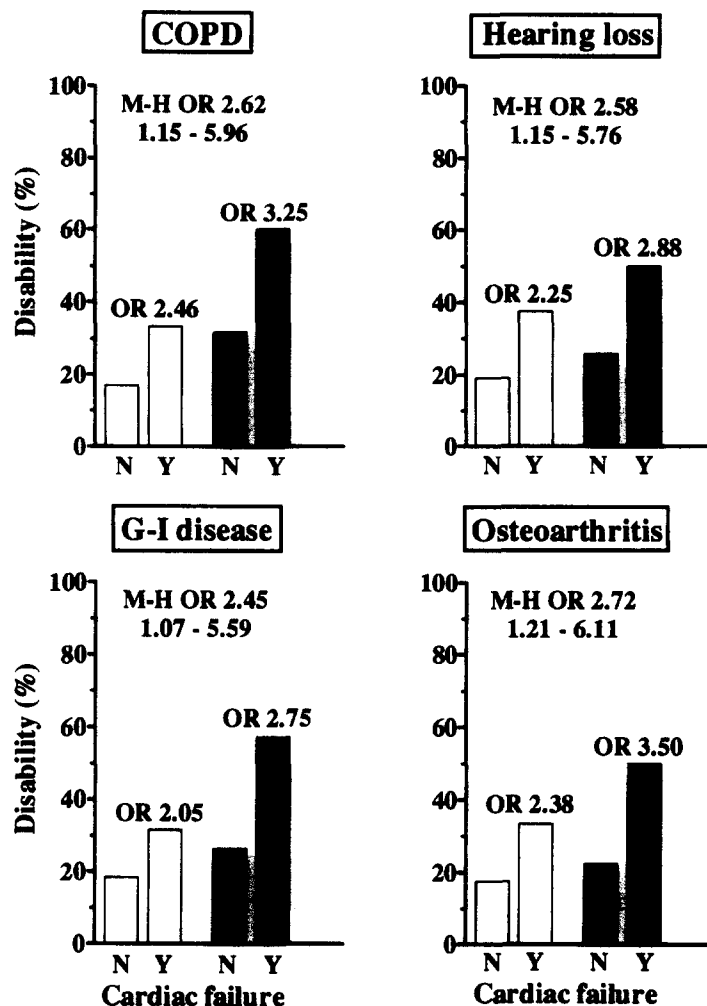 COPD
M-H OR 2.62
1.15 - 5.96
OR 2.46
OR 3.25
Disability (%)
100
80
60
40
20
0
N Y N Y
Hearing loss
M-H OR 2.58
1.15 - 5.76
OR 2.25
OR 2.88
100
80
60
40
20
0
N Y N Y
G-I disease
M-H OR 2.45
1.07 - 5.59
OR 2.05
OR 2.75
Disability (%)
100
80
60
40
20
0
N Y N Y
Cardiac failure
Osteoarthritis
M-H OR 2.72
1.21 - 6.11
OR 2.38
OR 3.50
100
80
60
40
20
0
N Y N Y
Cardiac failure